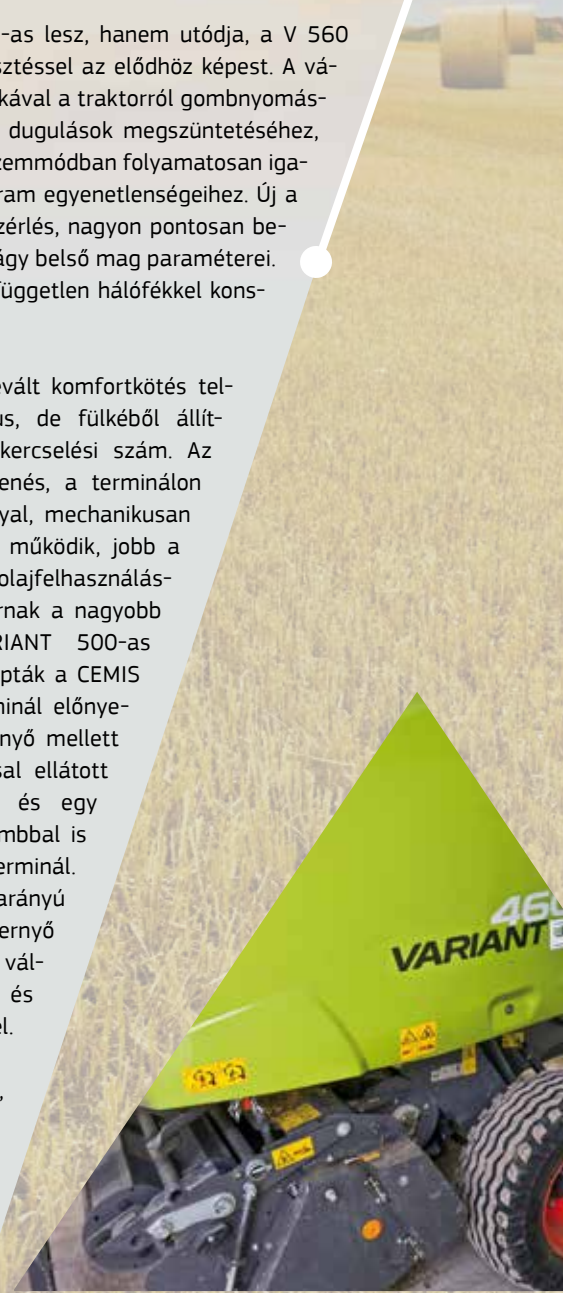 -as lesz, hanem utódja, a V 560
sztéssel az elődhöz képest. A vá-
kával a traktorról gombnyomás-
dugulások megszüntetéséhez,
zemmódban folyamatosan iga-
ram egyenetlenségeihez. Új a
zérlés, nagyon pontosan be-
ágy belső mag paraméterei.
független hálófékkel kons-
evált komfortkötés tel-
us, de fülkéből állít-
kercselési szám. Az
enés, a terminálon
yal, mechanikusan
működik, jobb a
olajfelhasználás-
rnak a nagyobb
RIANT 500-as
pták a CEMIS
minál előnye-
nyő mellett
sal ellátott
és egy
mbbal is
erminál.
arányú
ernyő
vál-
és
el.
,
460
VARIANT